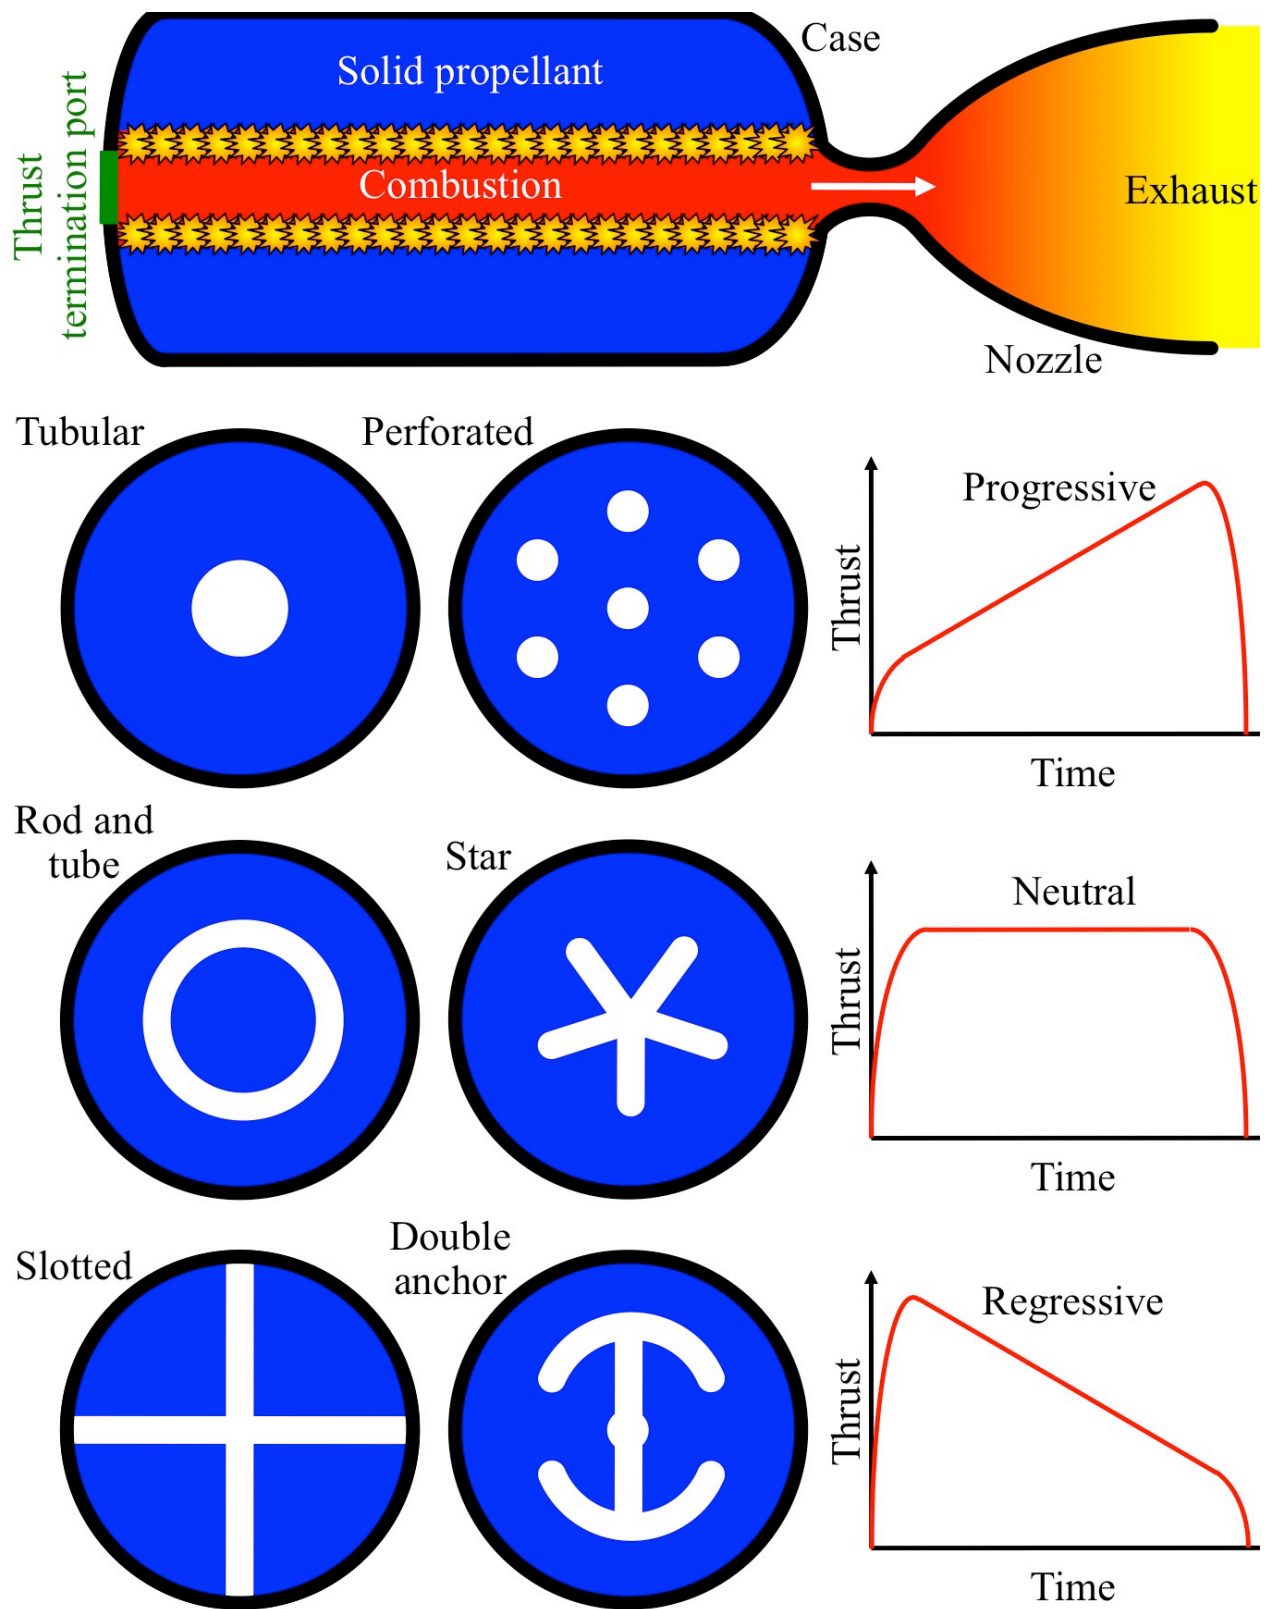 Solid propellant
Case
Thrust
termination port
Combustion
Exhaust
Nozzle
Tubular
Perforated
Progressive
Thrust
Time
Rod and
tube
Star
Neutral
Thrust
Time
Slotted
Double
anchor
Regressive
Thrust
Time